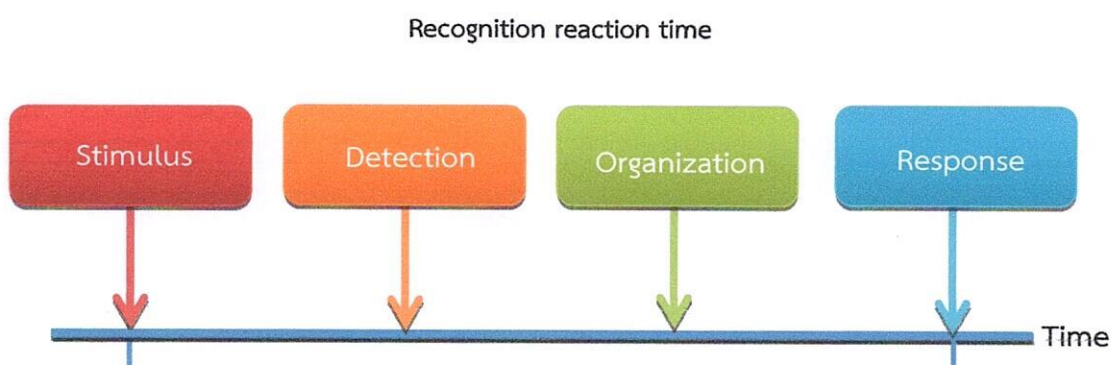 Recognition reaction time
Stimulus
Detection
Organization
Response
Time